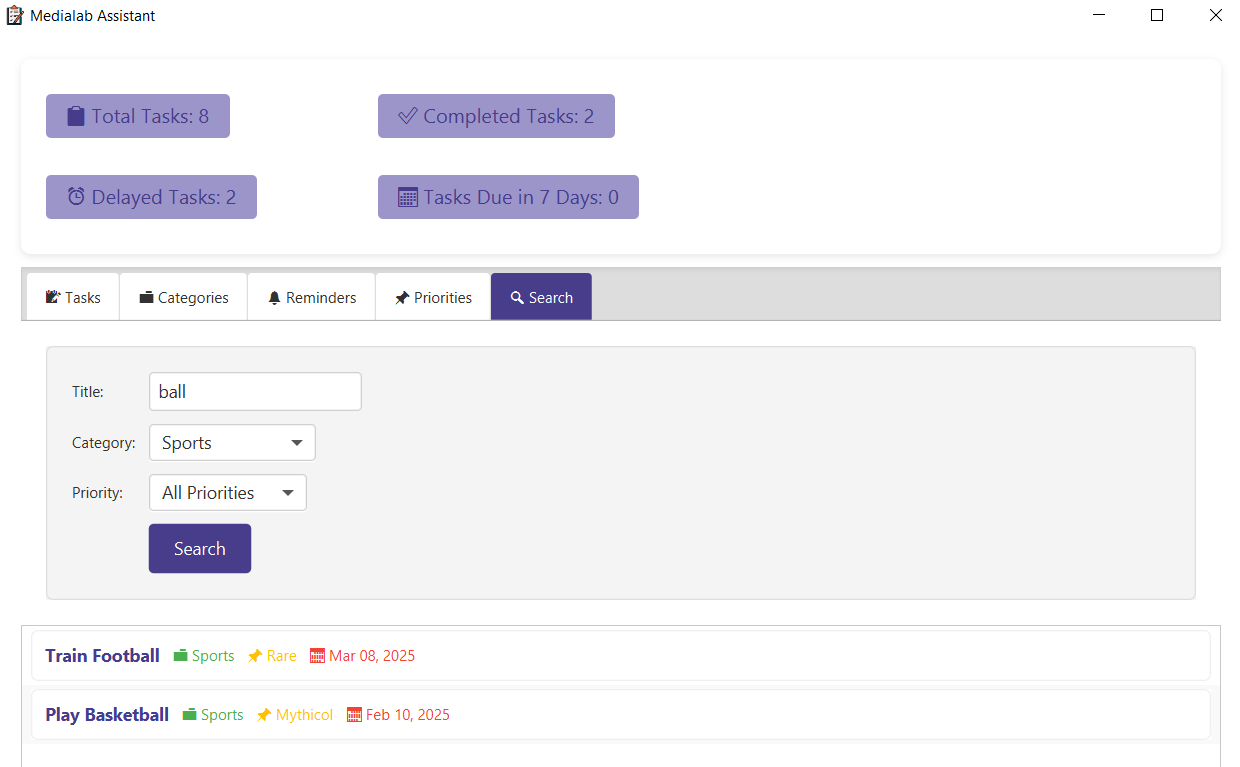 Medialab Assistant
Total Tasks: 8
Completed Tasks: 2
Delayed Tasks: 2
Tasks Due in 7 Days: 0
Tasks Categories Reminders Priorities Search
Title: ball
Category: Sports
Priority: All Priorities
Search
Train Football Sports Rare Mar 08, 2025
Play Basketball Sports Mythicol Feb 10, 2025